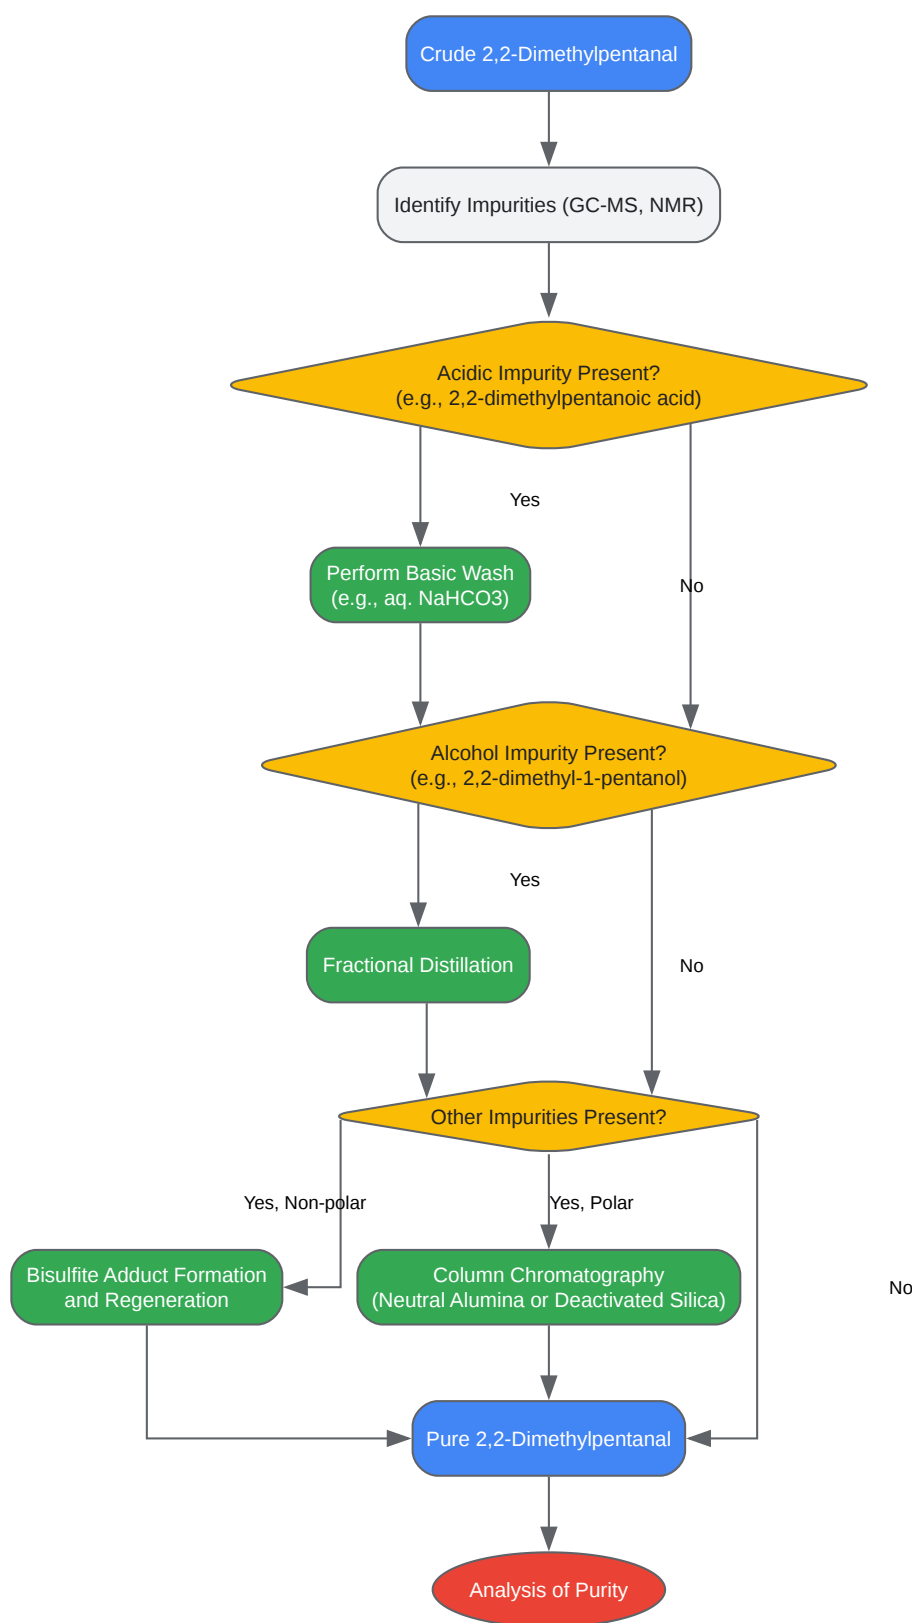 Crude 2,2-Dimethylpentanal
Identify Impurities (GC-MS, NMR)
Acidic Impurity Present?
(e.g., 2,2-dimethylpentanoic acid)
Yes
Perform Basic Wash
(e.g., aq. NaHCO3)
No
Alcohol Impurity Present?
(e.g., 2,2-dimethyl-1-pentanol)
Yes
Fractional Distillation
No
Other Impurities Present?
Yes, Non-polar
Yes, Polar
Bisulfite Adduct Formation
and Regeneration
Column Chromatography
(Neutral Alumina or Deactivated Silica)
No
Pure 2,2-Dimethylpentanal
Analysis of Purity